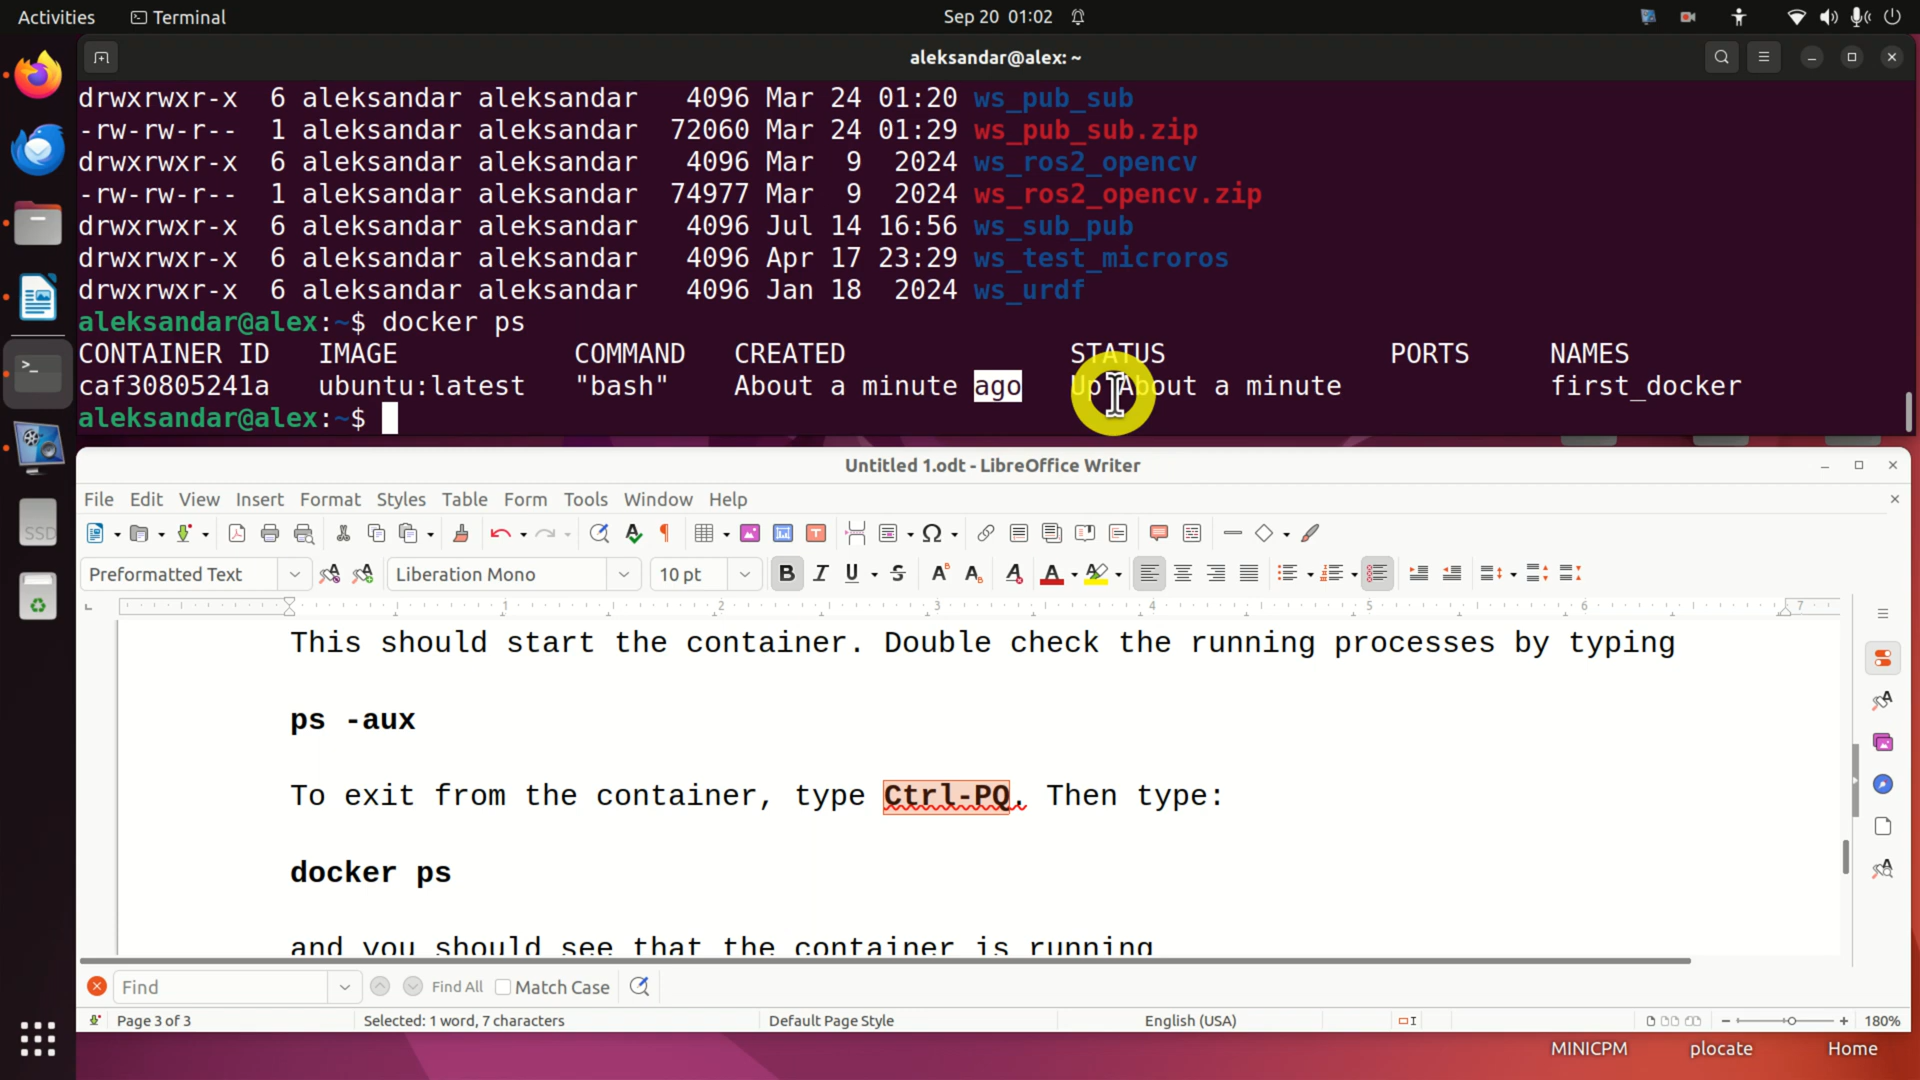 Activities Terminal Sep 20 01:02
aleksandar@alex: ~
drwxrwxr-x 6 aleksandar aleksandar 4096 Mar 24 01:20 ws_pub_sub
-rw-rw-r-- 1 aleksandar aleksandar 72060 Mar 24 01:29 ws_pub_sub.zip
drwxrwxr-x 6 aleksandar aleksandar 4096 Mar 9 2024 ws_ros2_opencv
-rw-rw-r-- 1 aleksandar aleksandar 74977 Mar 9 2024 ws_ros2_opencv.zip
drwxrwxr-x 6 aleksandar aleksandar 4096 Jul 14 16:56 ws_sub_pub
drwxrwxr-x 6 aleksandar aleksandar 4096 Apr 17 23:29 ws_test_microros
drwxrwxr-x 6 aleksandar aleksandar 4096 Jan 18 2024 ws_urdf
aleksandar@alex:~$ docker ps
CONTAINER ID IMAGE COMMAND CREATED STATUS PORTS NAMES
caf30805241a ubuntu:latest "bash" About a minute ago Up About a minute first_docker
aleksandar@alex:~$
Untitled 1.odt - LibreOffice Writer
File Edit View Insert Format Styles Table Form Tools Window Help
Preformatted Text Liberation Mono 10 pt
1 2 3 4 5 6 7
This should start the container. Double check the running processes by typing
ps -aux
To exit from the container, type Ctrl-PQ. Then type:
docker ps
and you should see that the container is running
Find Find All Match Case
Page 3 of 3 Selected: 1 word, 7 characters Default Page Style English (USA) 180%
MINICPM plocate Home
SSD